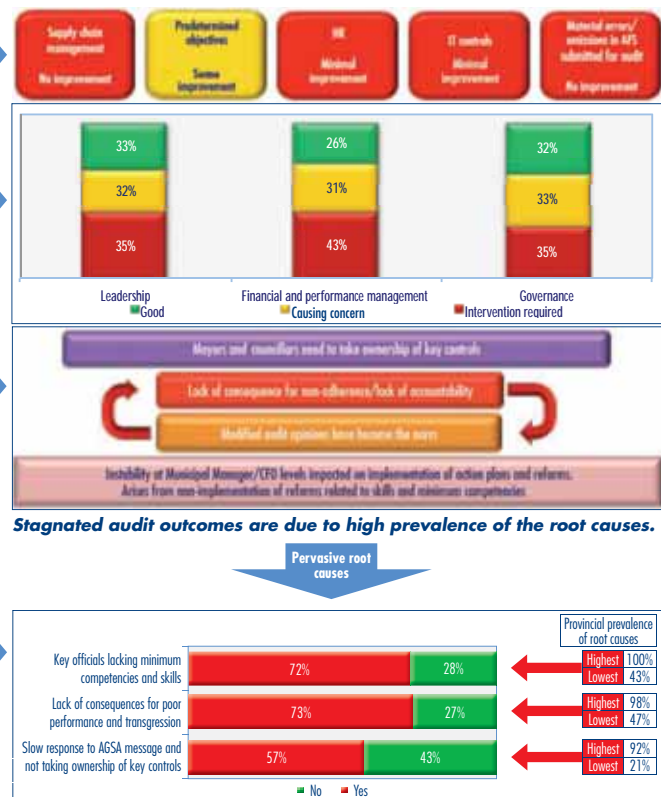 Supply chain
management
No improvement
Predetermined
objectives
Some
improvement
HR
Minimal
improvement
IT controls
Minimal
improvement
Material errors/
omissions in AFS
submitted for audit
No improvement
33%
32%
35%
26%
31%
43%
32%
33%
35%
Leadership
Financial and performance management
Governance
Good
Causing concern
Intervention required
Mayors and councillors need to take ownership of key controls
Lack of consequence for non-adherence/lack of accountability
Modified audit opinions have become the norm
Instability at Municipal Manager/CFO levels impacted on implementation of action plans and reforms.
Arises from non-implementation of reforms related to skills and minimum competencies
Stagnated audit outcomes are due to high prevalence of the root causes.
Pervasive root
causes
Provincial prevalence
of root causes
Key officials lacking minimum
competencies and skills
72%
28%
Highest 100%
Lowest 43%
Lack of consequences for poor
performance and transgression
73%
27%
Highest 98%
Lowest 47%
Slow response to AGSA message and
not taking ownership of key controls
57%
43%
Highest 92%
Lowest 21%
No
Yes